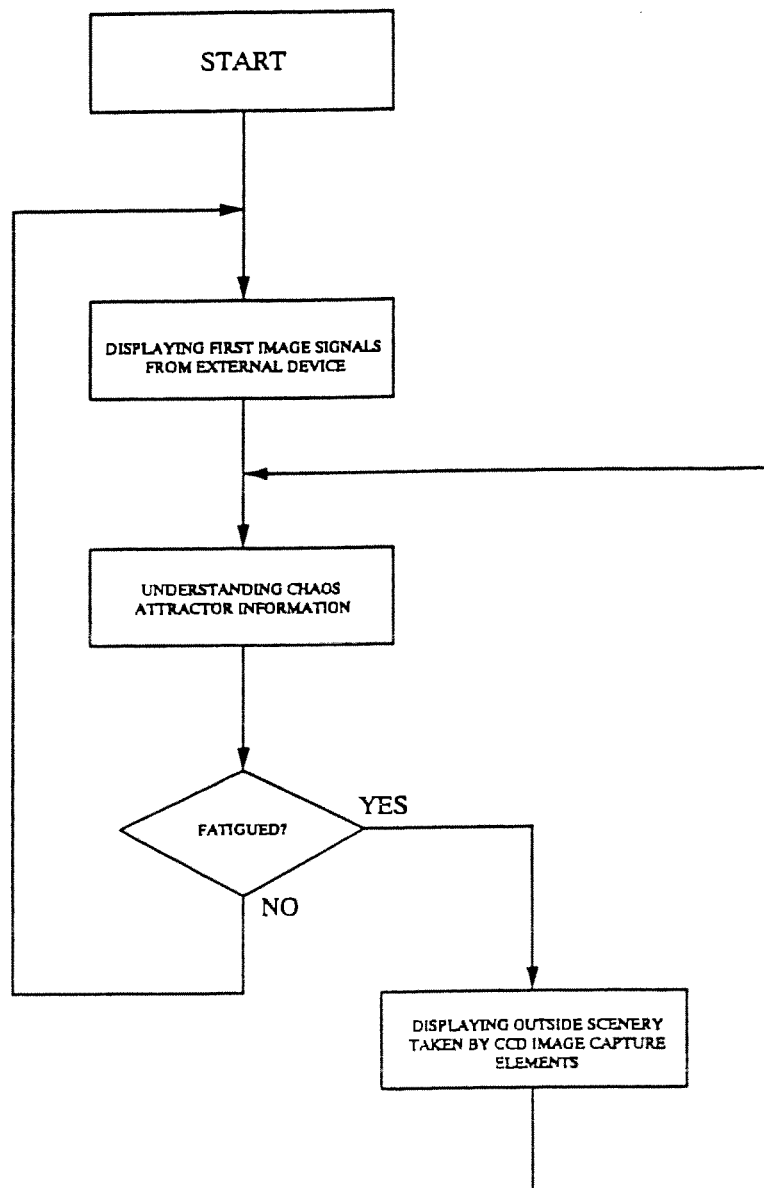 START
DISPLAYING FIRST IMAGE SIGNALS
FROM EXTERNAL DEVICE
UNDERSTANDING CHAOS
ATTRACTOR INFORMATION
FATIGUED?
YES
NO
DISPLAYING OUTSIDE SCENERY
TAKEN BY CCD IMAGE CAPTURE
ELEMENTS